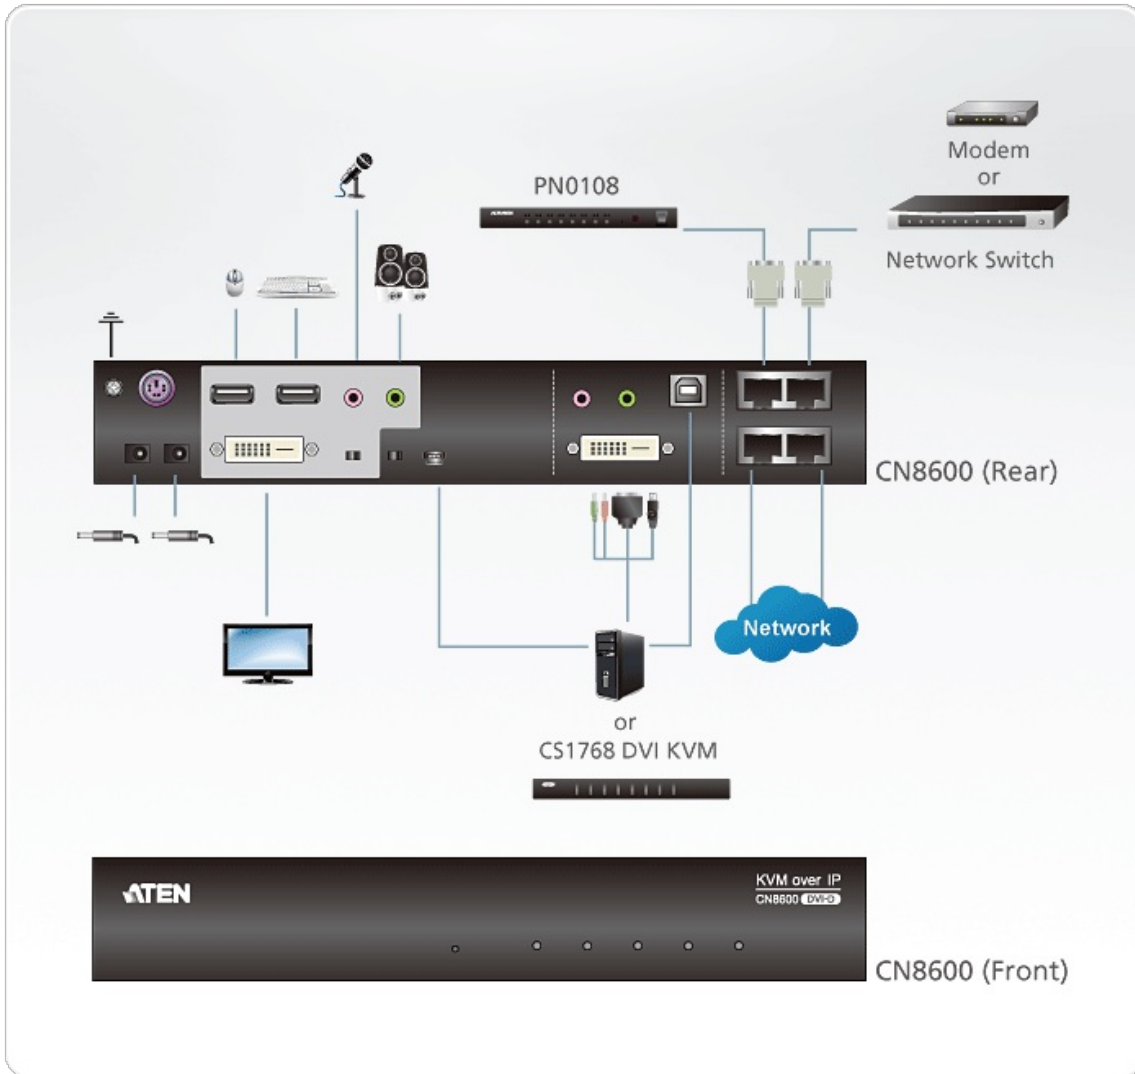 Modem
or
Network Switch
PN0108
CN8600 (Rear)
Network
or
CS1768 DVI KVM
ATEN
KVM over IP
CN8600 DVI-D
CN8600 (Front)